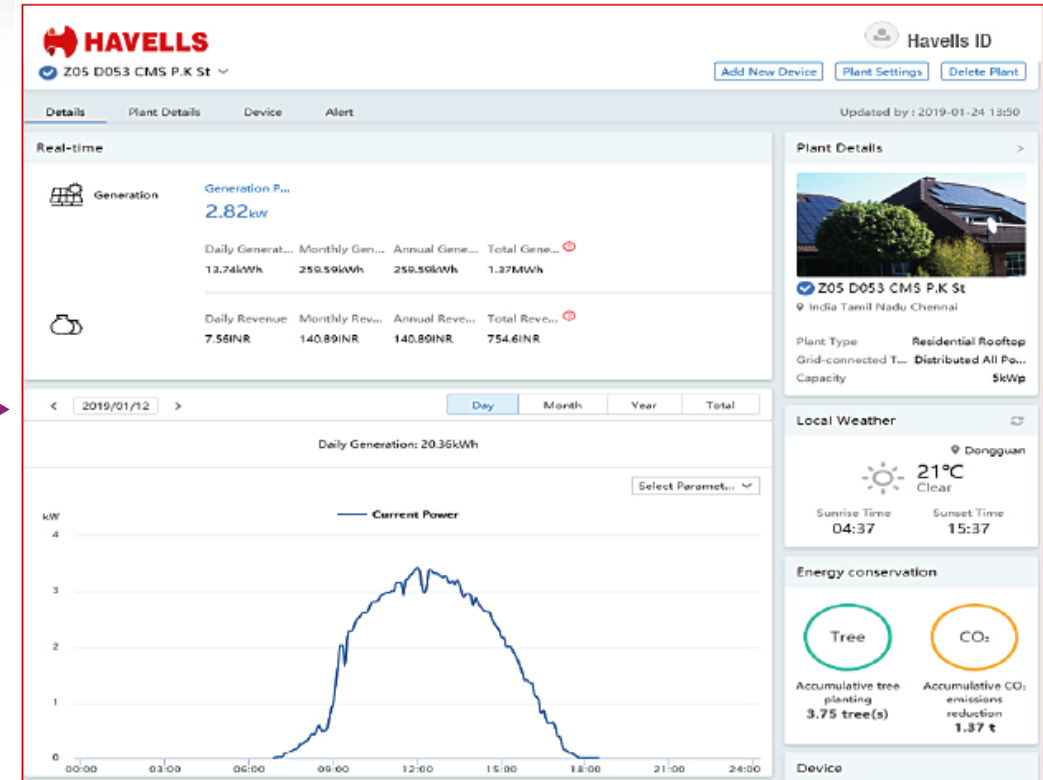 HAVELLS
Havells ID
Z05 D053 CMS P.K St
Add New Device
Plant Settings
Delete Plant
Details
Plant Details
Device
Alert
Updated by : 2019-01-24 13:50
Real-time
Generation
Generation P...
2.82kW
Daily Generat... Monthly Gen... Annual Gene... Total Gene...
13.74kWh 259.59kWh 259.59kWh 1.37MWh
Daily Revenue Monthly Rev... Annual Reve... Total Reve...
7.56INR 140.89INR 140.89INR 754.6INR
2019/01/12
Day Month Year Total
Daily Generation: 20.36kWh
Select Paramet...
kW
Current Power
4
3
2
1
0
00:00 03:00 06:00 09:00 12:00 15:00 18:00 21:00 24:00
Plant Details
Z05 D053 CMS P.K St
India Tamil Nadu Chennai
Plant Type Residential Rooftop
Grid-connected T... Distributed All Po...
Capacity 5kWp
Local Weather
Dongguan
21°C
Clear
Sunrise Time Sunset Time
04:37 15:37
Energy conservation
Tree
CO₂
Accumulative tree
planting
3.75 tree(s)
Accumulative CO₂
emissions
reduction
1.37 t
Device